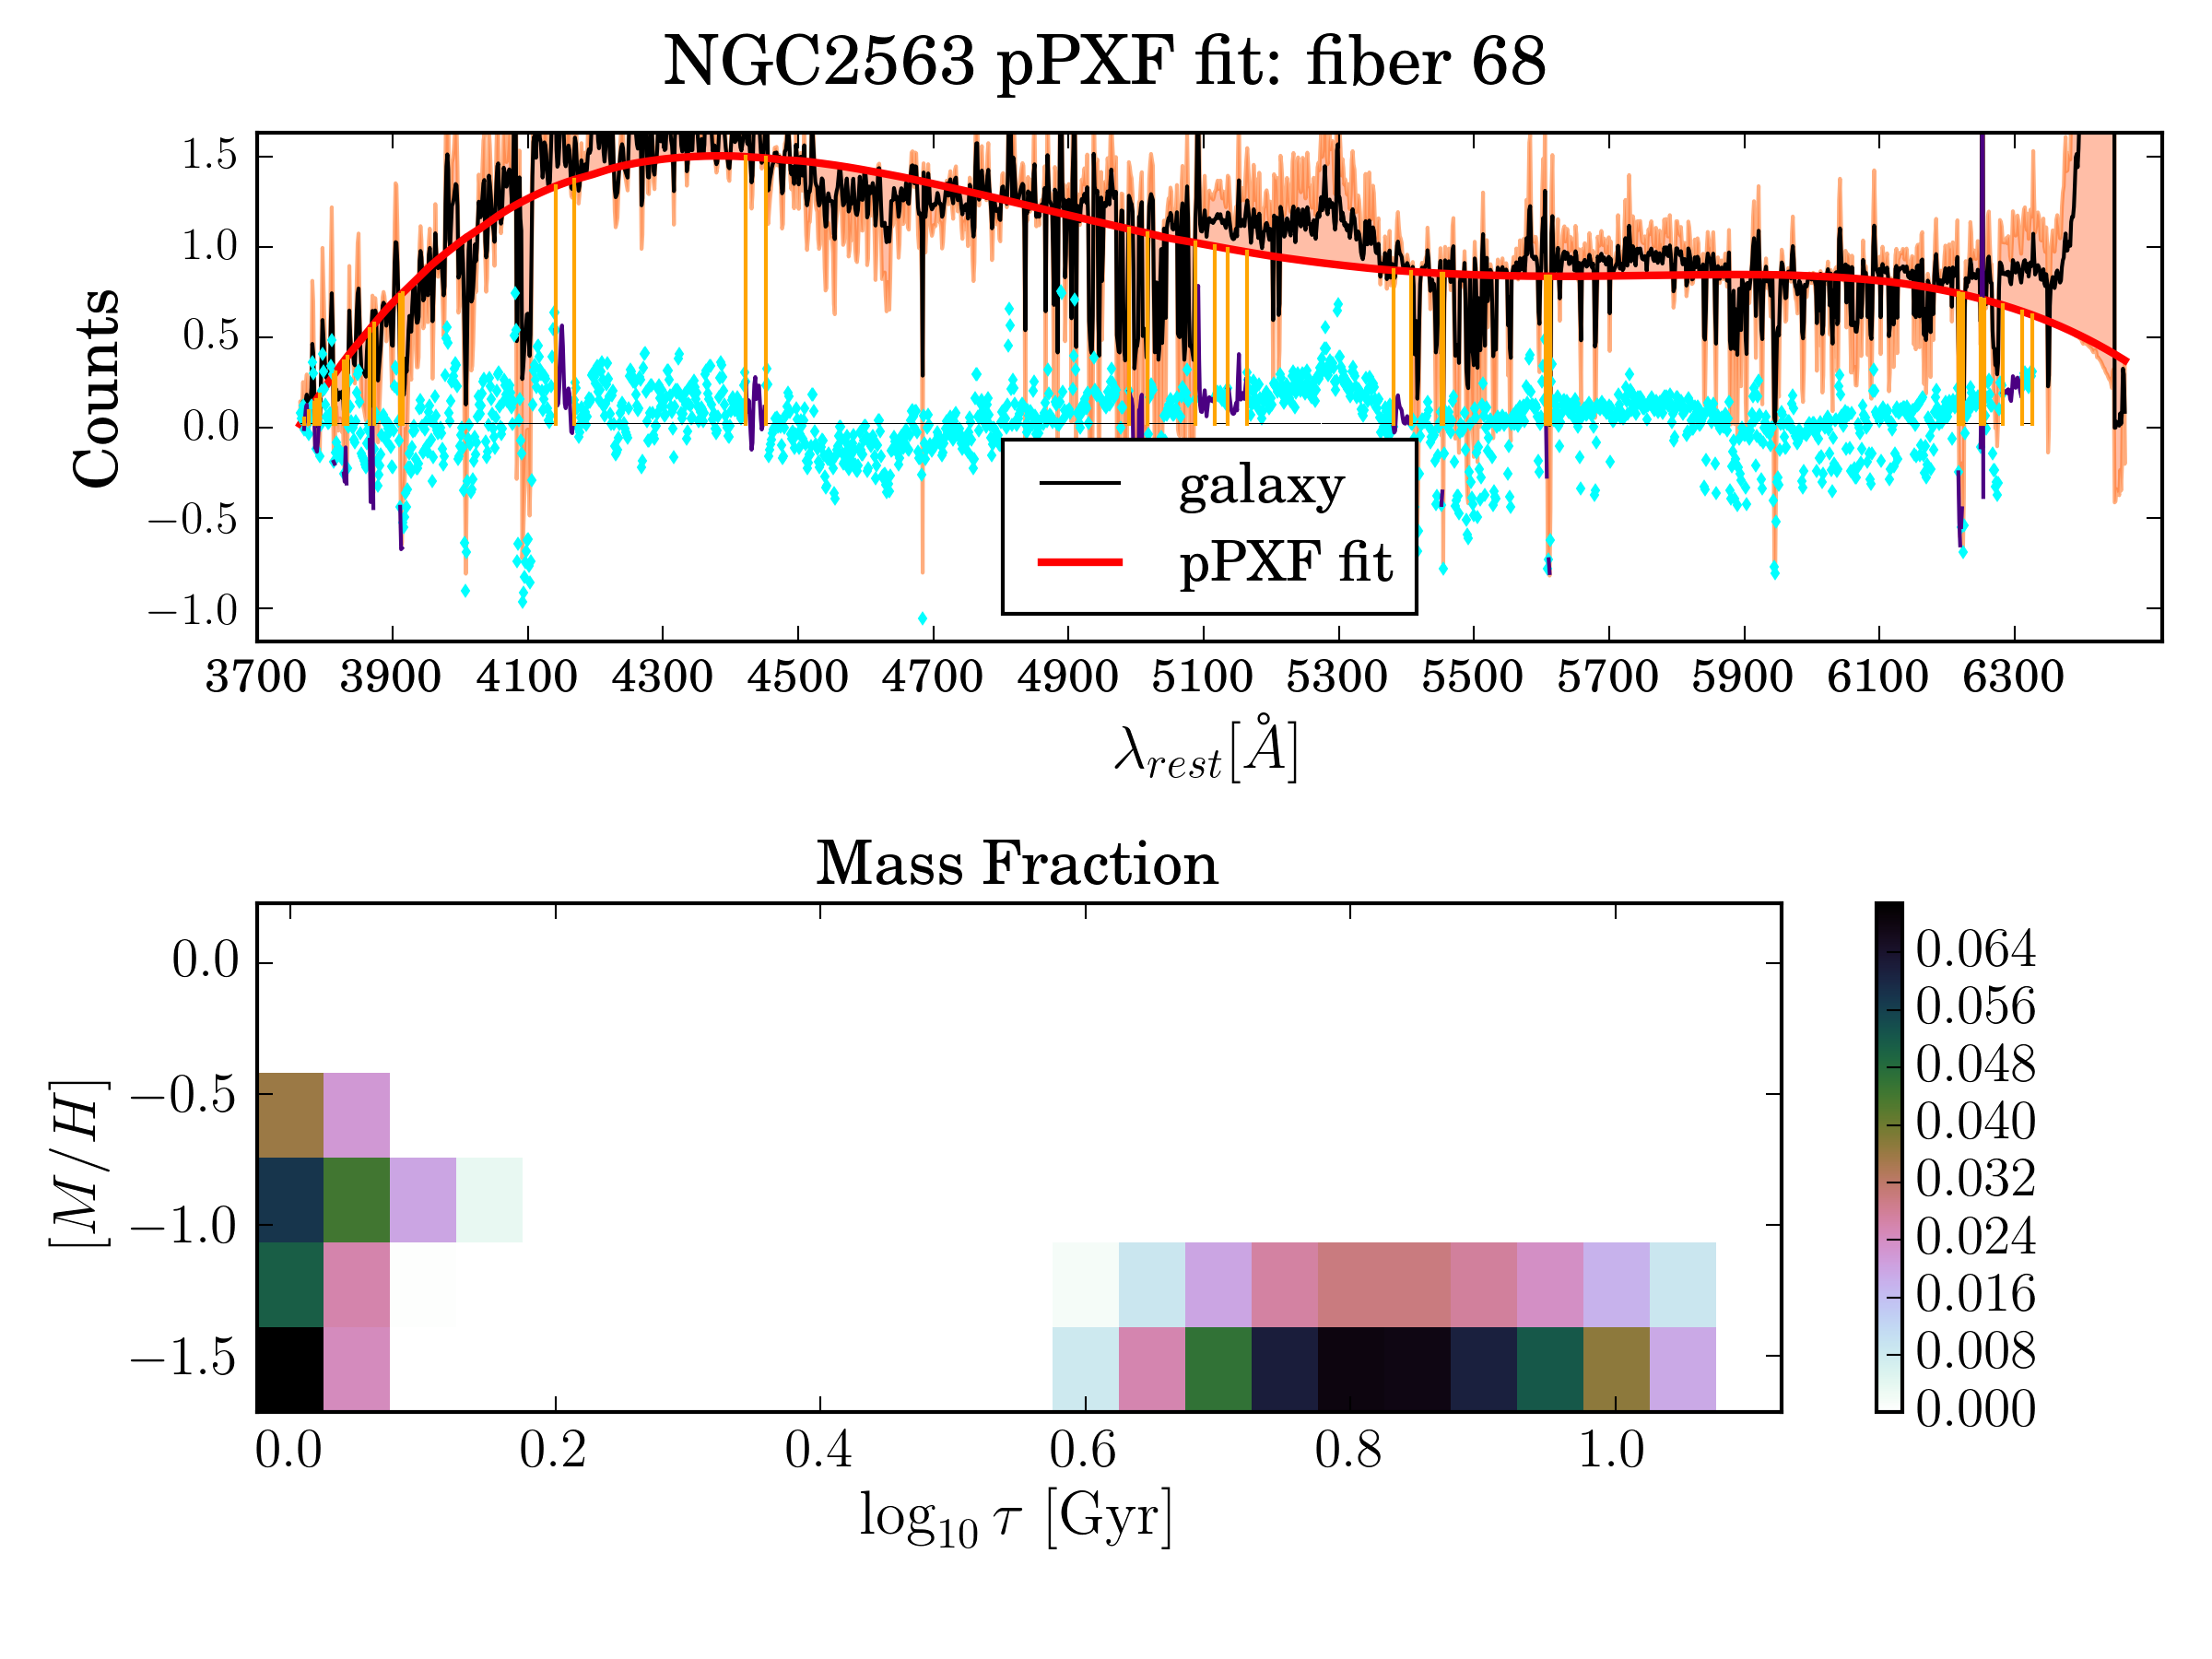 NGC2563 pPXF fit: fiber 68
1.5
1.0
0.5
0.0
−0.5
−1.0
Counts
galaxy
pPXF fit
3700 3900 4100 4300 4500 4700 4900 5100 5300 5500 5700 5900 6100 6300
λrest[Å]
Mass Fraction
0.0
−0.5
−1.0
−1.5
[M/H]
0.0 0.2 0.4 0.6 0.8 1.0
log10 τ [Gyr]
0.064
0.056
0.048
0.040
0.032
0.024
0.016
0.008
0.000